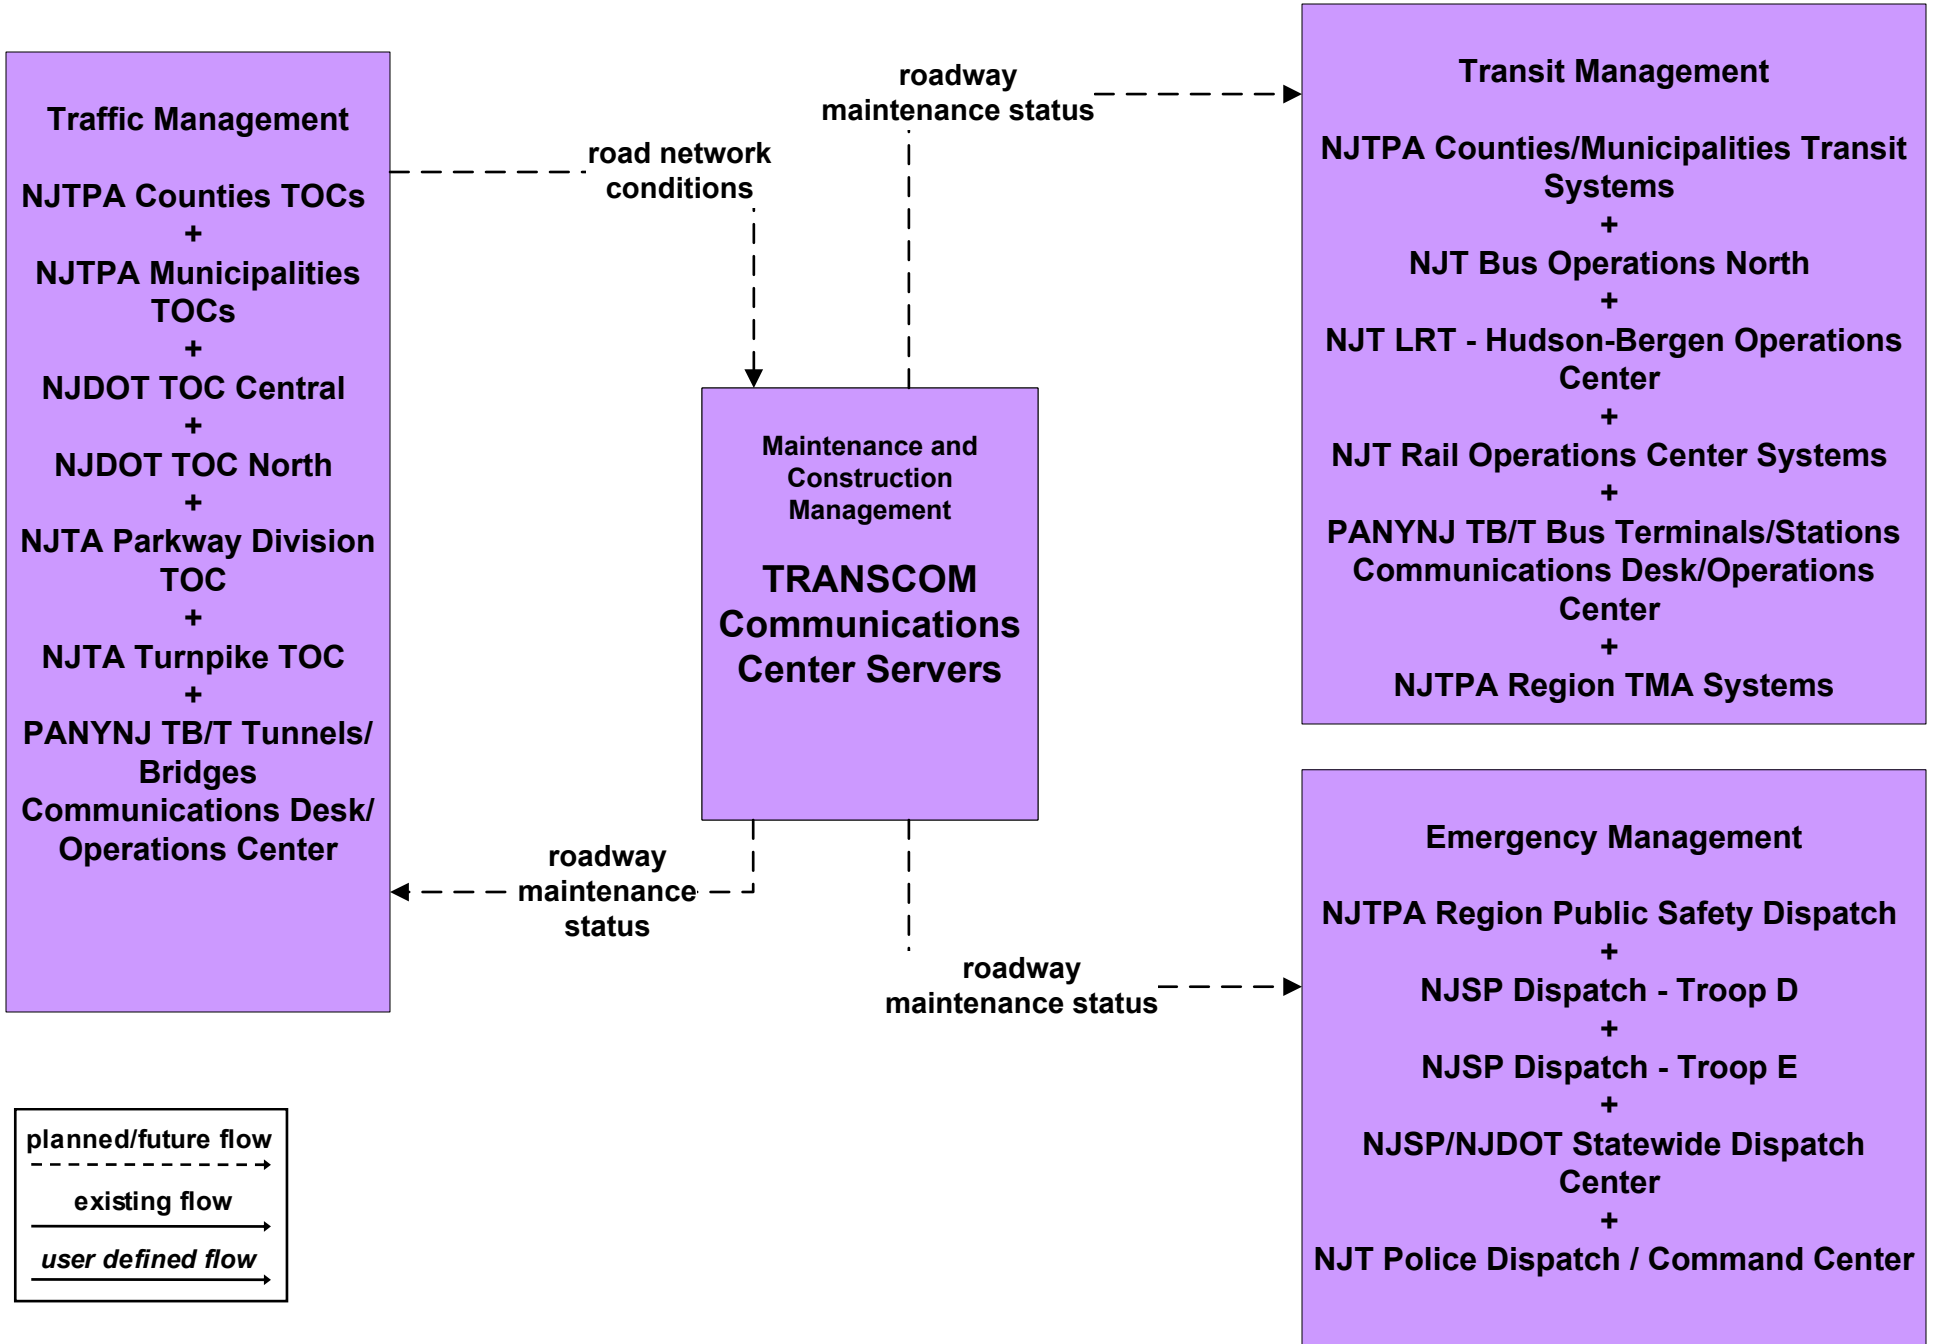 Traffic Management
NJTPA Counties TOCs
+
NJTPA Municipalities
TOCs
+
NJDOT TOC Central
+
NJDOT TOC North
+
NJTA Parkway Division
TOC
+
NJTA Turnpike TOC
+
PANYNJ TB/T Tunnels/
Bridges
Communications Desk/
Operations Center
road network
conditions
roadway
maintenance status
Maintenance and
Construction
Management
TRANSCOM
Communications
Center Servers
roadway
maintenance
status
roadway
maintenance status
Transit Management
NJTPA Counties/Municipalities Transit
Systems
+
NJT Bus Operations North
+
NJT LRT - Hudson-Bergen Operations
Center
+
NJT Rail Operations Center Systems
+
PANYNJ TB/T Bus Terminals/Stations
Communications Desk/Operations
Center
+
NJTPA Region TMA Systems
Emergency Management
NJTPA Region Public Safety Dispatch
+
NJSP Dispatch - Troop D
+
NJSP Dispatch - Troop E
+
NJSP/NJDOT Statewide Dispatch
Center
+
NJT Police Dispatch / Command Center
planned/future flow
existing flow
user defined flow